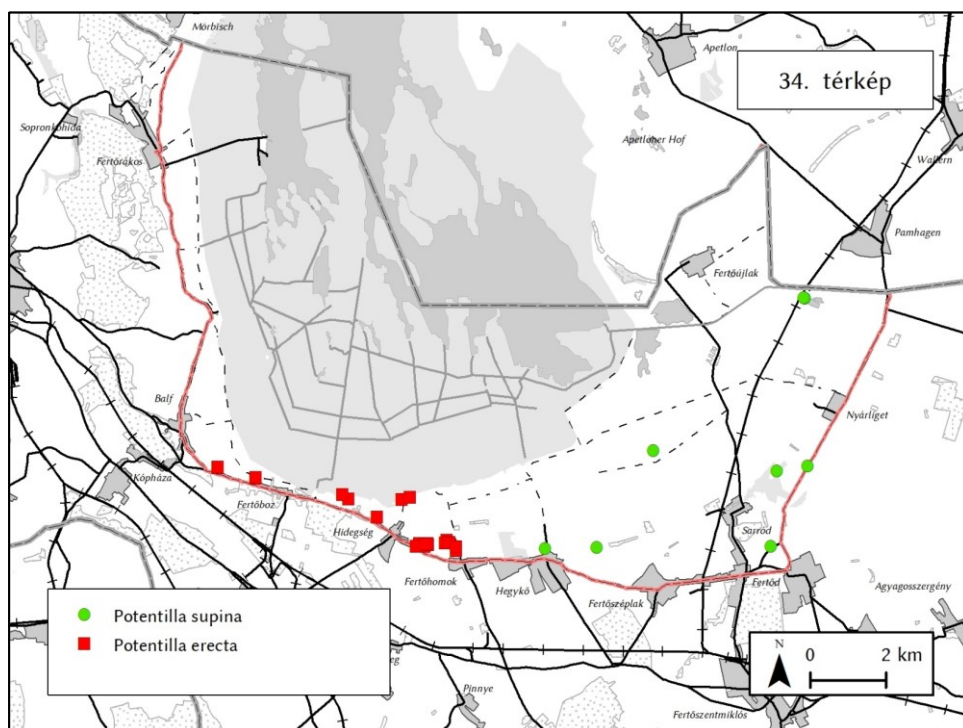 Mörbisch
Apetlon
34. térkép
Sopronkőhida
Fertőrákos
Apetloner Hof
Wallern
Pamhagen
Fertőújlak
Balf
Nyárliget
Kópháza
Fertőboz
Hidegség
Sarród
Fertőhomok
Hegykő
Fertőszéplak
Fertőd
Agyagosszergény
Potentilla supina
Potentilla erecta
N
0 2 km
Pinnye
Fertőszentmiklós